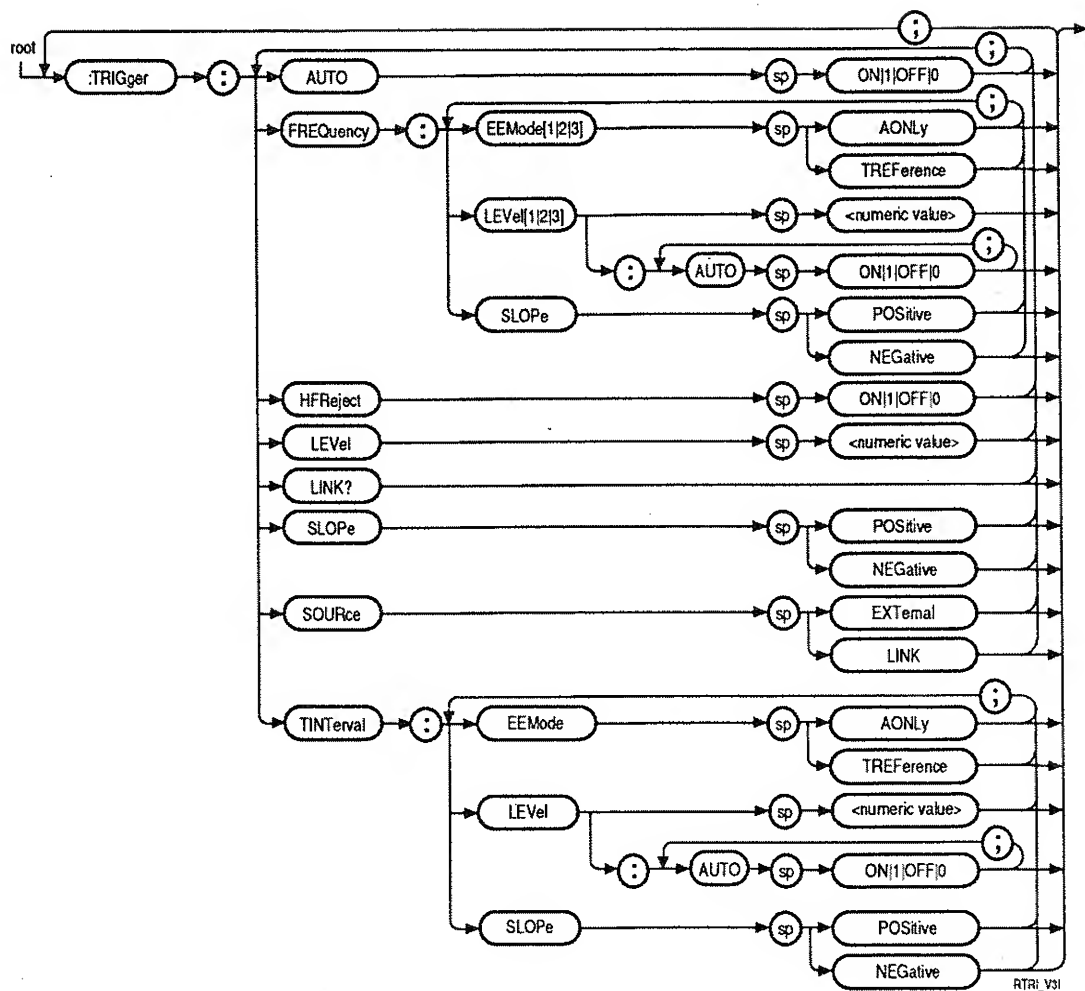 ;
root
;
:TRIGger : AUTO sp ON|1|OFF|0
;
FREQuency : EEMode[1|2|3] sp AONLy
TREFerence
LEVel[1|2|3] sp <numeric value>
;
: AUTO sp ON|1|OFF|0
SLOPe sp POSitive
NEGative
HFReject sp ON|1|OFF|0
LEVel sp <numeric value>
LINK?
SLOPe sp POSitive
NEGative
SOURce sp EXTernal
LINK
;
TINTerval : EEMode sp AONLy
TREFerence
LEVel sp <numeric value>
;
: AUTO sp ON|1|OFF|0
SLOPe sp POSitive
NEGative